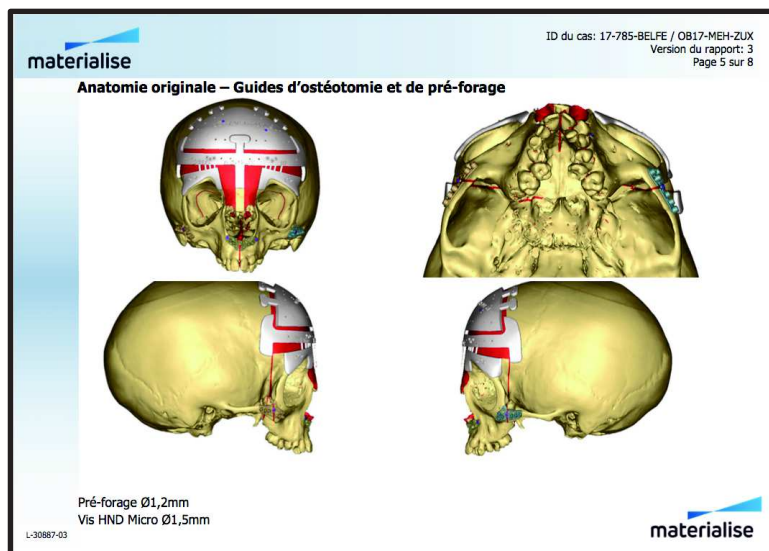 materialise
ID du cas: 17-785-BELFE / OB17-MEH-ZUX
Version du rapport: 3
Page 5 sur 8
Anatomie originale – Guides d'ostéotomie et de pré-forage
Pré-forage Ø1,2mm
Vis HND Micro Ø1,5mm
L-30887-03
materialise